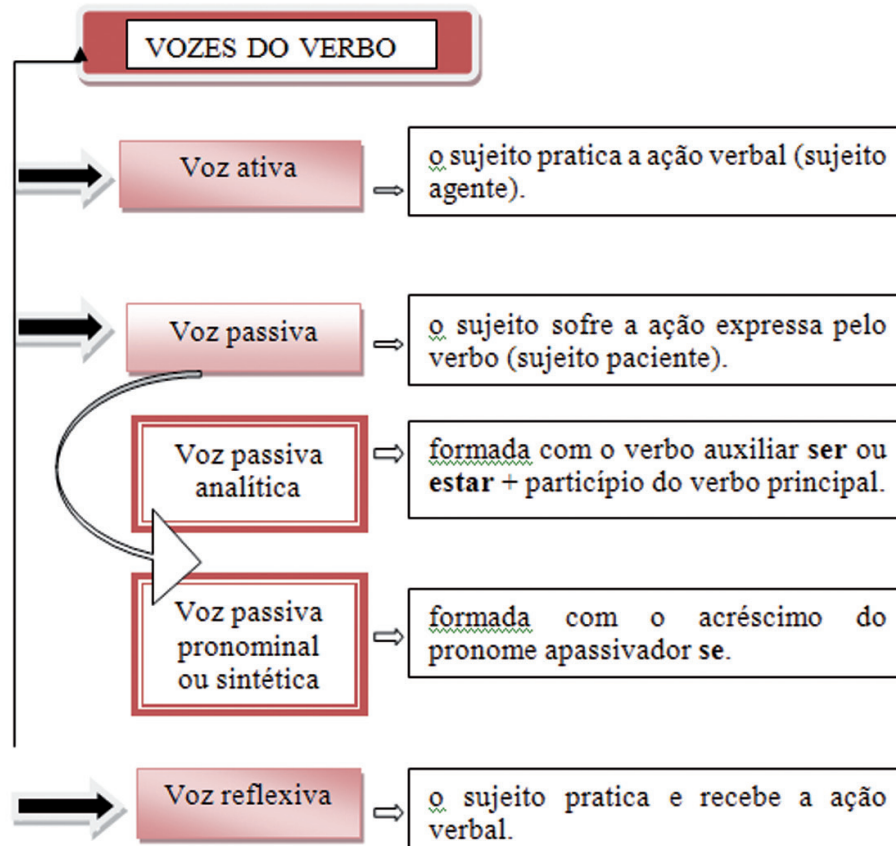 VOZES DO VERBO
Voz ativa
o sujeito pratica a ação verbal (sujeito
agente).
Voz passiva
o sujeito sofre a ação expressa pelo
verbo (sujeito paciente).
Voz passiva
analítica
formada com o verbo auxiliar ser ou
estar + particípio do verbo principal.
Voz passiva
pronominal
ou sintética
formada com o acréscimo do
pronome apassivador se.
Voz reflexiva
o sujeito pratica e recebe a ação
verbal.